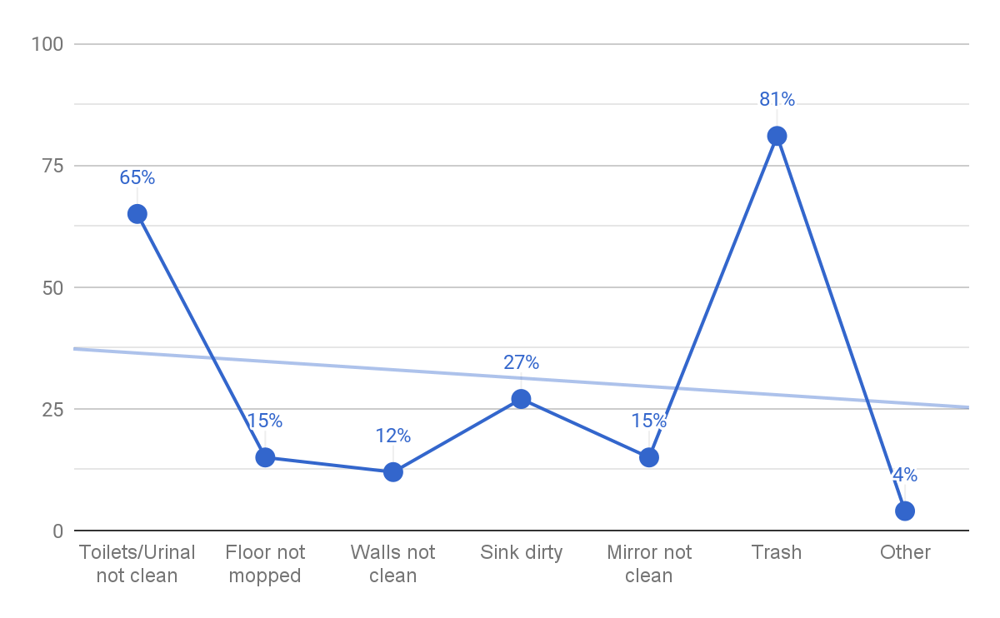 100
75
50
25
0
65%
15%
12%
27%
15%
81%
4%
Toilets/Urinal
not clean
Floor not
mopped
Walls not
clean
Sink dirty
Mirror not
clean
Trash
Other